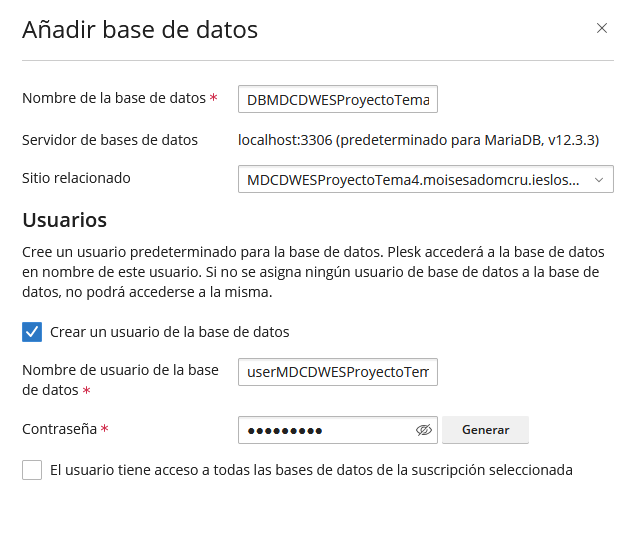 Añadir base de datos
Nombre de la base de datos *
DBMDCDWESProyectoTema
Servidor de bases de datos
localhost:3306 (predeterminado para MariaDB, v12.3.3)
Sitio relacionado
MDCDWESProyectoTema4.moisesadomcru.ieslos...
Usuarios
Cree un usuario predeterminado para la base de datos. Plesk accederá a la base de datos
en nombre de este usuario. Si no se asigna ningún usuario de base de datos a la base de
datos, no podrá accederse a la misma.
Crear un usuario de la base de datos
Nombre de usuario de la base
de datos *
userMDCDWESProyectoTem
Contraseña *
●●●●●●●●●
Generar
El usuario tiene acceso a todas las bases de datos de la suscripción seleccionada